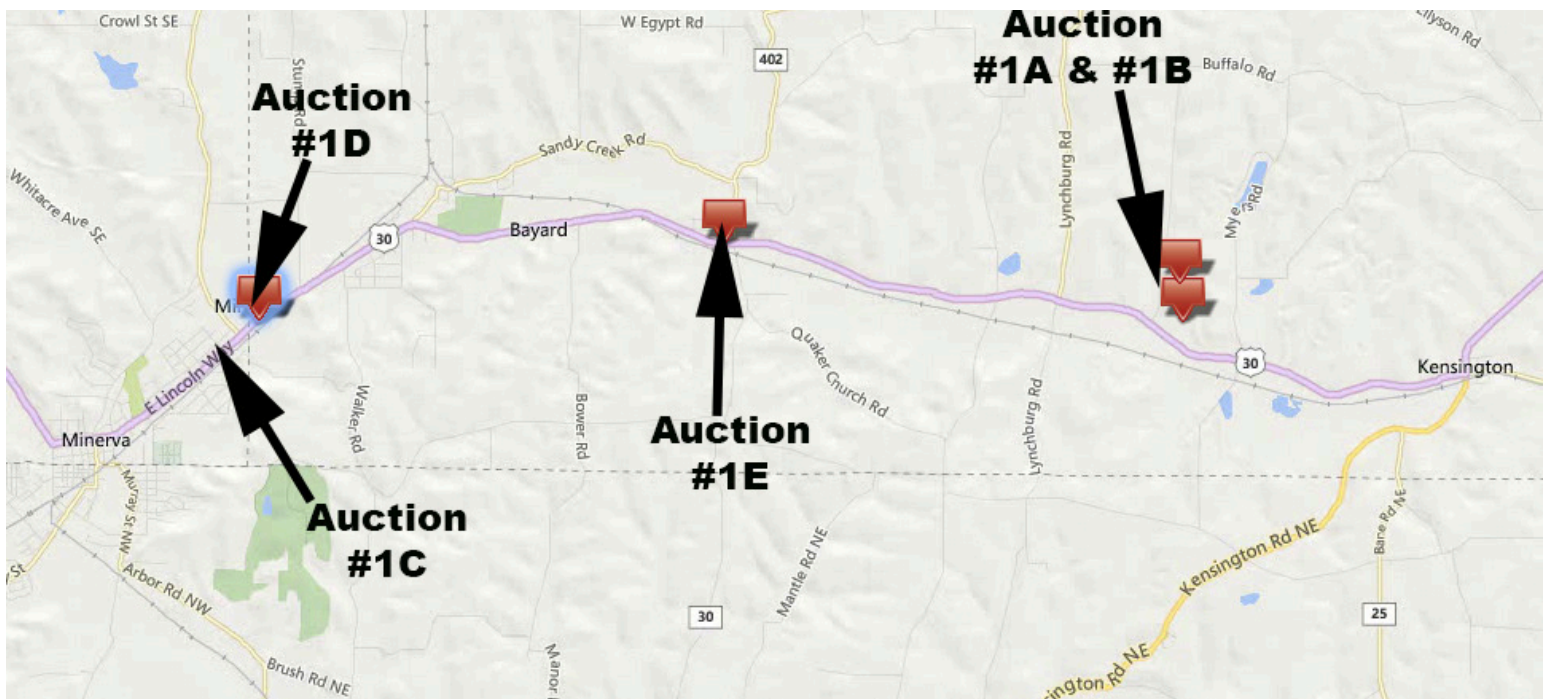 Crowl St SE
W Egypt Rd
Auction
#1A & #1B
Buffalo Rd
402
Auction
#1D
Sandy Creek Rd
Lynchburg Rd
Whitacre Ave SE
Myers Rd
30
Bayard
E Lincoln Way
Minerva
Walker Rd
Bower Rd
Quaker Church Rd
Auction
#1E
Lynchburg Rd
30
Kensington
Murray St NW
Auction
#1C
Arbor Rd NW
Mantle Rd NE
Kensington Rd NE
Bane Rd NE
30
25
Brush Rd NE
Manor